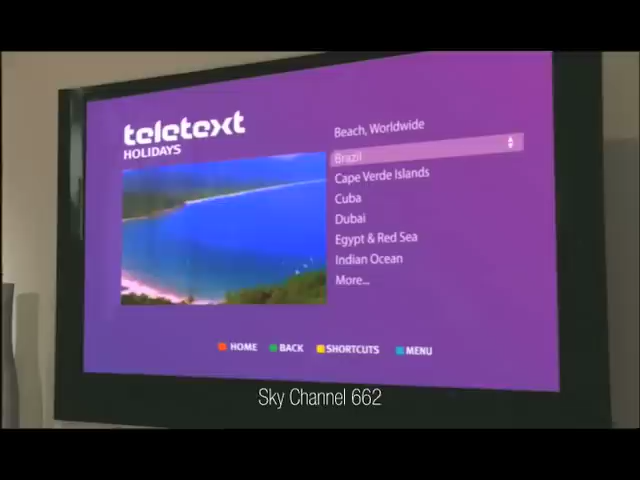 teletext
HOLIDAYS
Beach, Worldwide
Brazil
Cape Verde Islands
Cuba
Dubai
Egypt & Red Sea
Indian Ocean
More...
HOME BACK SHORTCUTS MENU
Sky Channel 662